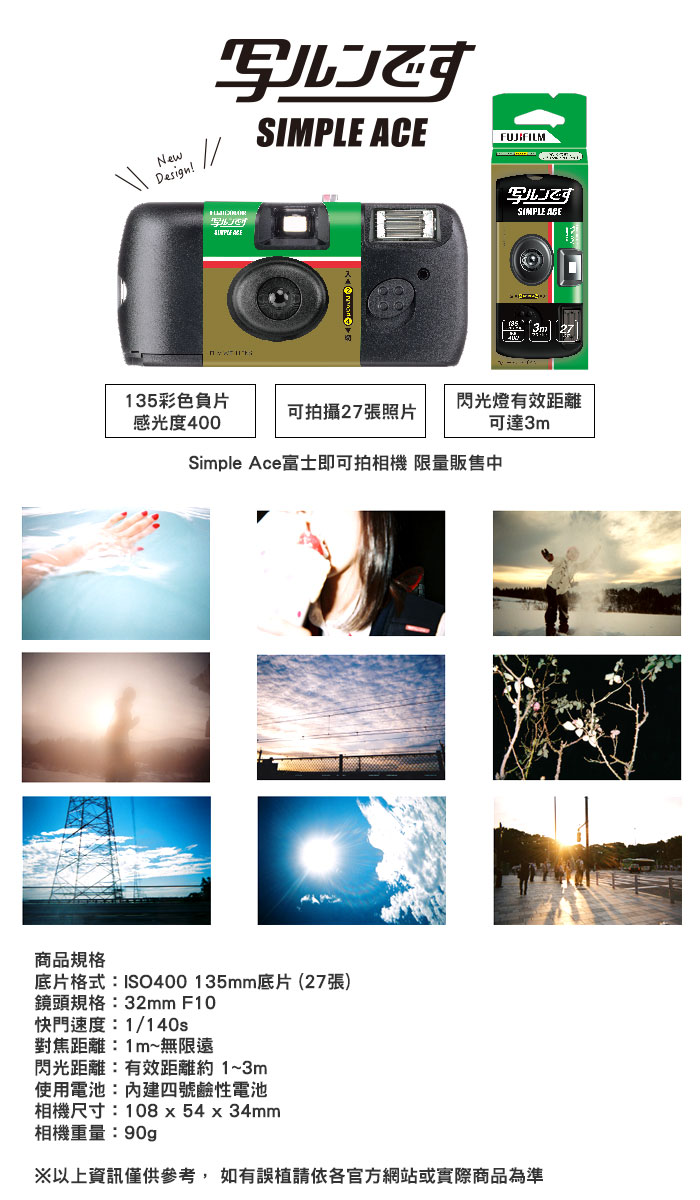 写ルンです
SIMPLE ACE
New
Design!
FUJIFILM
写ルンです
SIMPLE ACE
写ルンです
SIMPLE ACE
135
400
3m
27
135彩色負片
感光度400
可拍攝27張照片
閃光燈有效距離
可達3m
Simple Ace富士即可拍相機 限量販售中
商品規格
底片格式：ISO400 135mm底片 (27張)
鏡頭規格：32mm F10
快門速度：1/140s
對焦距離：1m~無限遠
閃光距離：有效距離約 1~3m
使用電池：內建四號鹼性電池
相機尺寸：108 x 54 x 34mm
相機重量：90g
※以上資訊僅供參考， 如有誤植請依各官方網站或實際商品為準